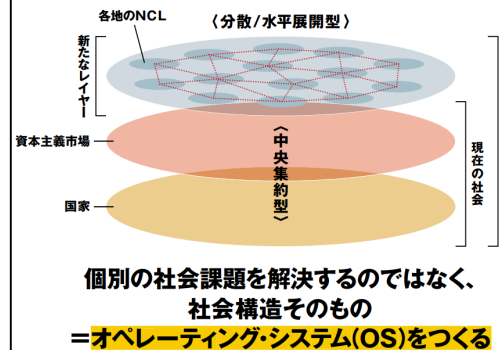 〈分散/水平展開型〉
各地のNCL
新たなレイヤー
資本主義市場
〈中央集約型〉
国家
現在の社会
個別の社会課題を解決するのではなく、
社会構造そのもの
＝オペレーティング・システム(OS)をつくる